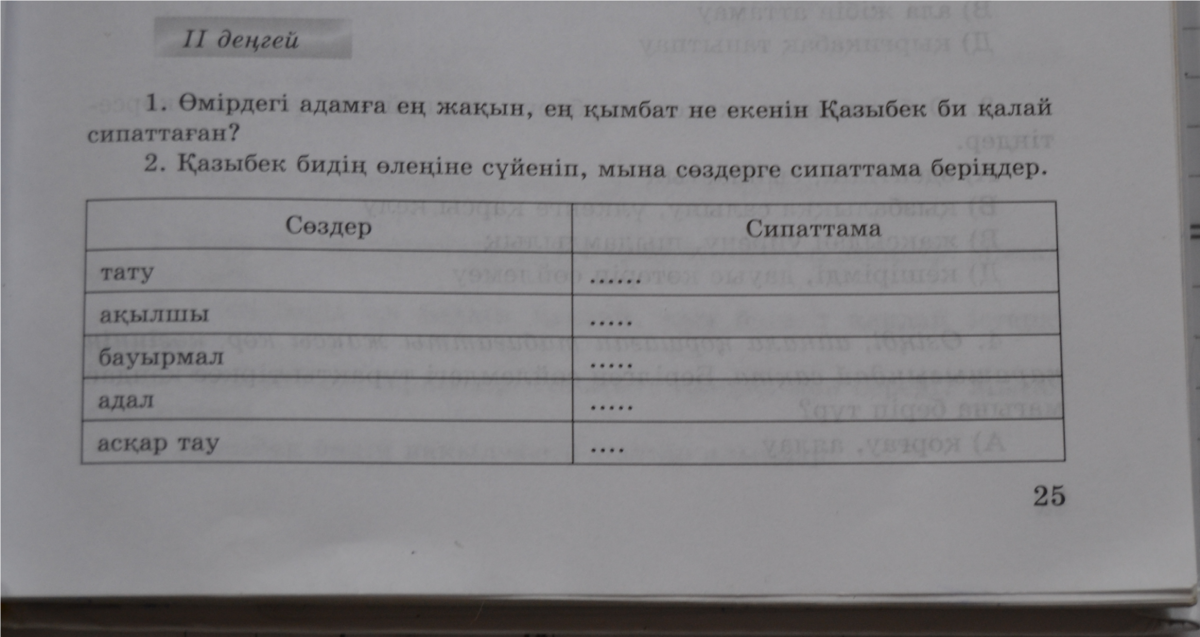 II деңгей
1. Өмірдегі адамға ең жақын, ең қымбат не екенін Қазыбек би қалай
сипаттаған?
2. Қазыбек бидің өлеңіне сүйеніп, мына сөздерге сипаттама беріңдер.
Сөздер Сипаттама
тату ......
ақылшы .....
бауырмал .....
адал .....
асқар тау ....
25